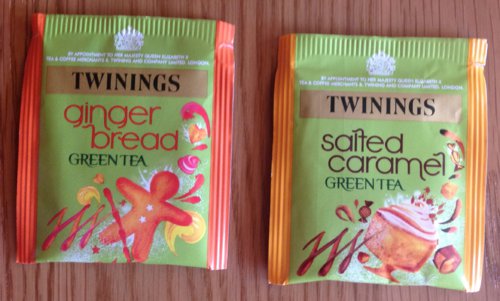 BY APPOINTMENT TO HER MAJESTY QUEEN ELIZABETH II
TEA & COFFEE MERCHANTS R. TWINING AND COMPANY LIMITED, LONDON
TWININGS
ginger
bread
GREEN TEA
BY APPOINTMENT TO HER MAJESTY QUEEN ELIZABETH II
TEA & COFFEE MERCHANTS R. TWINING AND COMPANY LIMITED, LONDON
TWININGS
salted
caramel
GREEN TEA